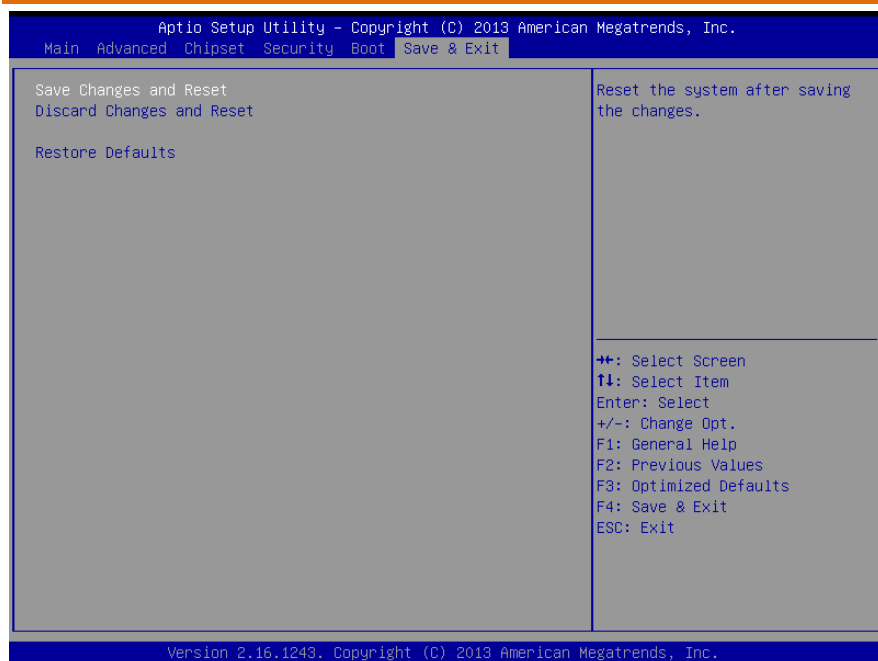 Aptio Setup Utility – Copyright (C) 2013 American Megatrends, Inc.
Main Advanced Chipset Security Boot Save & Exit
Save Changes and Reset
Discard Changes and Reset
Restore Defaults
Reset the system after saving
the changes.
→←: Select Screen
↑↓: Select Item
Enter: Select
+/-: Change Opt.
F1: General Help
F2: Previous Values
F3: Optimized Defaults
F4: Save & Exit
ESC: Exit
Version 2.16.1243. Copyright (C) 2013 American Megatrends, Inc.